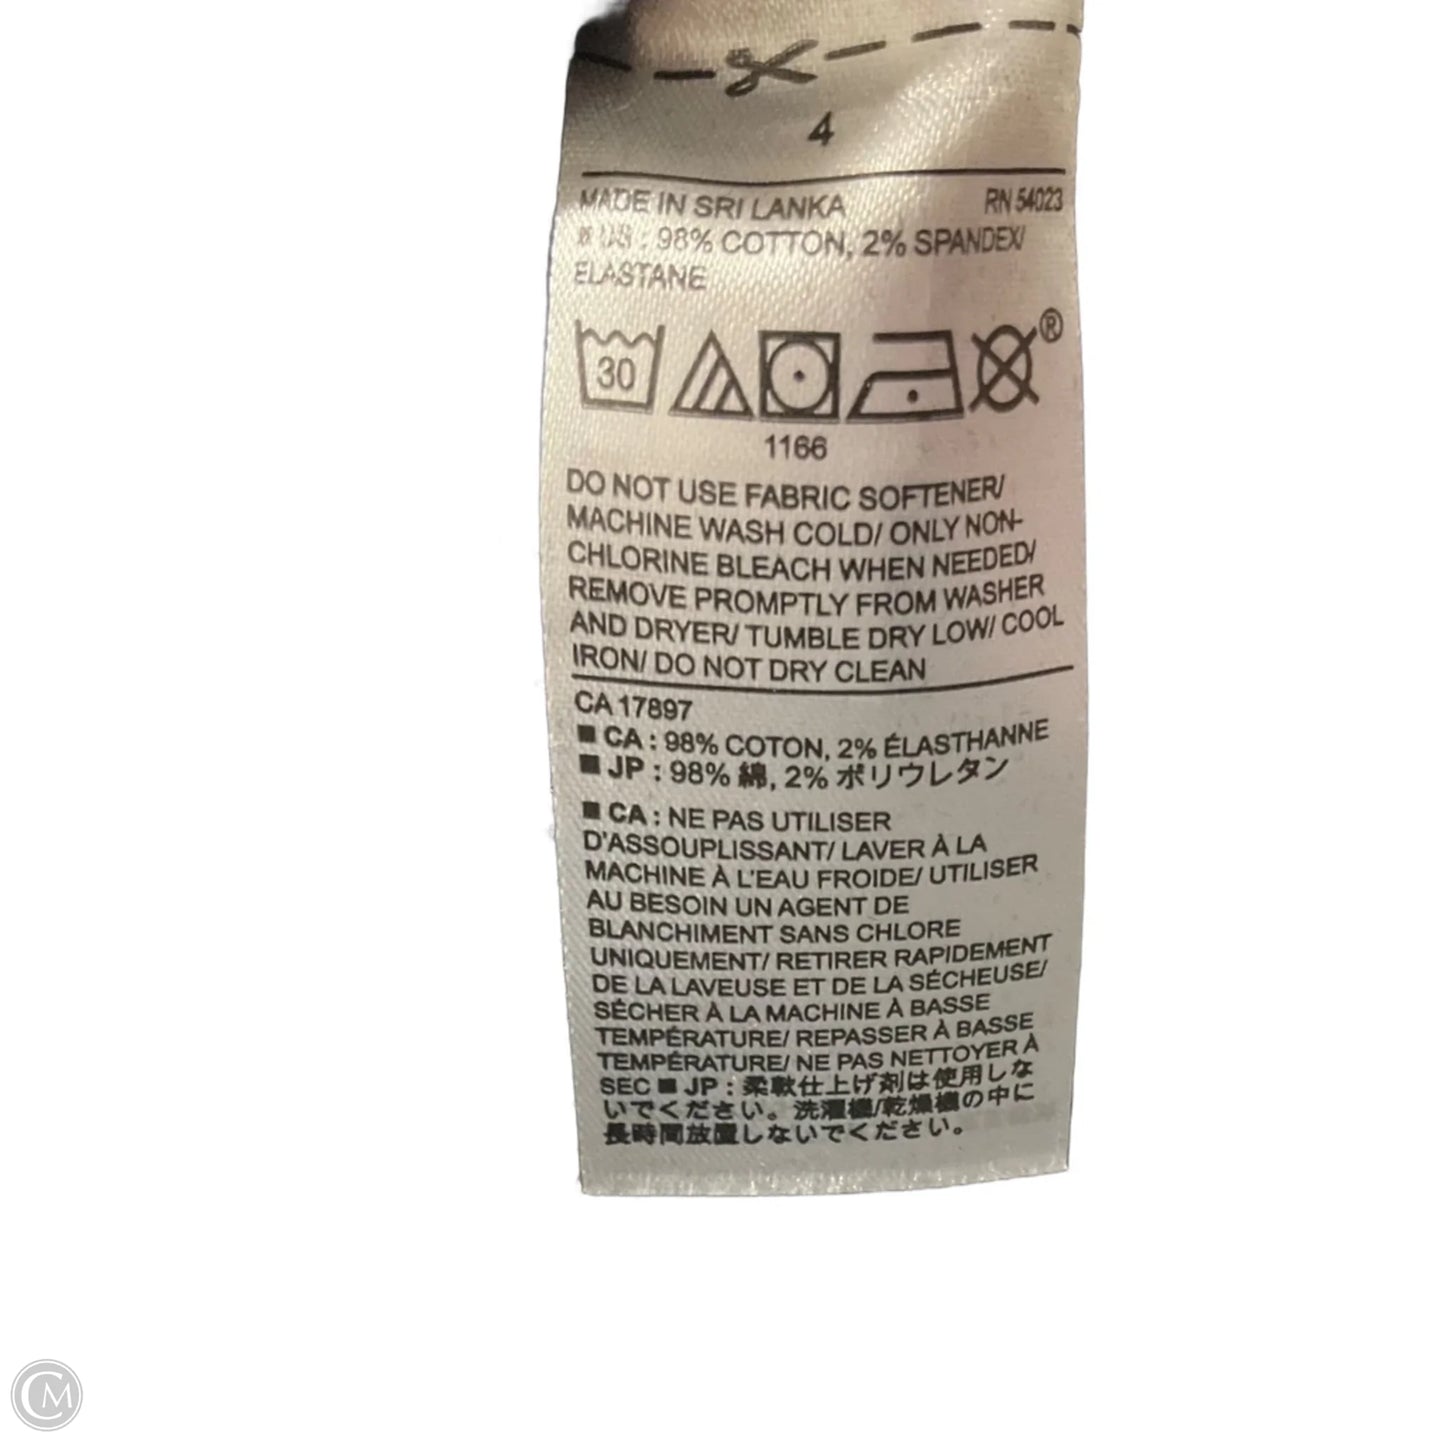 4
MADE IN SRI LANKA RN 54023
■ US : 98% COTTON, 2% SPANDEX/
ELASTANE
30
®
1166
DO NOT USE FABRIC SOFTENER/
MACHINE WASH COLD/ ONLY NON-
CHLORINE BLEACH WHEN NEEDED/
REMOVE PROMPTLY FROM WASHER
AND DRYER/ TUMBLE DRY LOW/ COOL
IRON/ DO NOT DRY CLEAN
CA 17897
■ CA : 98% COTON, 2% ÉLASTHANNE
■ JP : 98% 綿, 2% ポリウレタン
■ CA : NE PAS UTILISER
D'ASSOUPLISSANT/ LAVER À LA
MACHINE À L'EAU FROIDE/ UTILISER
AU BESOIN UN AGENT DE
BLANCHIMENT SANS CHLORE
UNIQUEMENT/ RETIRER RAPIDEMENT
DE LA LAVEUSE ET DE LA SÉCHEUSE/
SÉCHER À LA MACHINE À BASSE
TEMPÉRATURE/ REPASSER À BASSE
TEMPÉRATURE/ NE PAS NETTOYER À
SEC ■ JP : 柔軟仕上げ剤は使用しな
いでください。洗濯機/乾燥機の中に
長時間放置しないでください。
CM